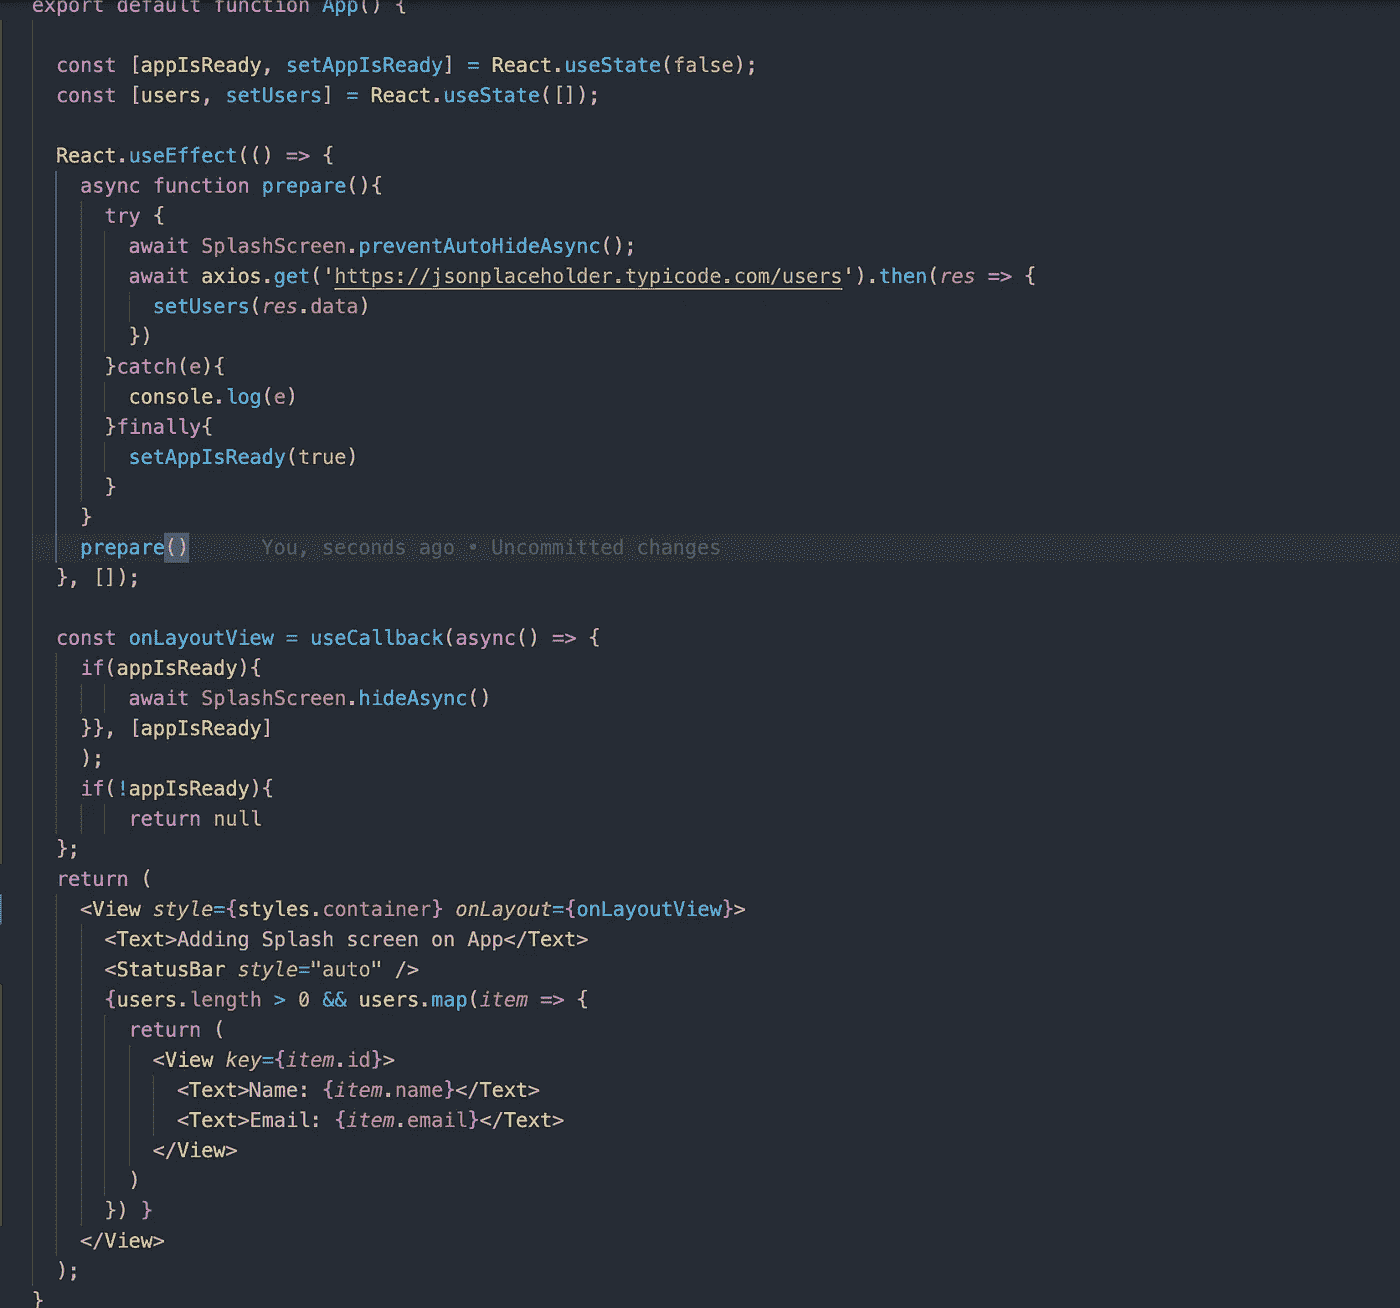 export default function App() {
const [appIsReady, setAppIsReady] = React.useState(false);
const [users, setUsers] = React.useState([]);
React.useEffect(() => {
async function prepare(){
try {
await SplashScreen.preventAutoHideAsync();
await axios.get('https://jsonplaceholder.typicode.com/users').then(res => {
setUsers(res.data)
})
}catch(e){
console.log(e)
}finally{
setAppIsReady(true)
}
}
prepare() You, seconds ago • Uncommitted changes
}, []);
const onLayoutView = useCallback(async() => {
if(appIsReady){
await SplashScreen.hideAsync()
}}, [appIsReady]
);
if(!appIsReady){
return null
};
return (
<View style={styles.container} onLayout={onLayoutView}>
<Text>Adding Splash screen on App</Text>
<StatusBar style="auto" />
{users.length > 0 && users.map(item => {
return (
<View key={item.id}>
<Text>Name: {item.name}</Text>
<Text>Email: {item.email}</Text>
</View>
)
}) }
</View>
);
}